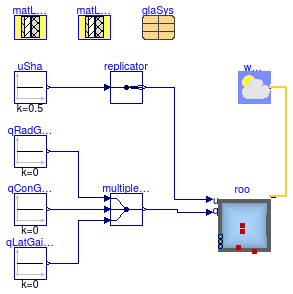 matL... matL... glaSys
uSha replicator w...
k=0.5
qRadG...
k=0
qConG... multiple... roo
u
q
k=0
qLatGai...
k=0